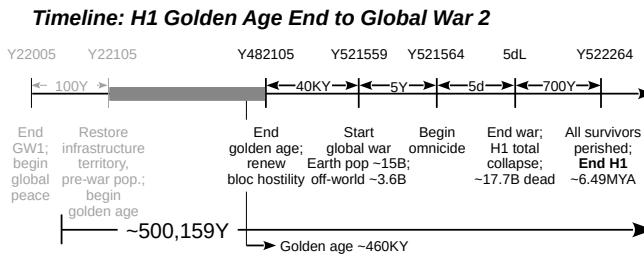 Timeline: H1 Golden Age End to Global War 2
Y22005 Y22105 Y482105 Y521559 Y521564 5dL Y522264
100Y 40KY 5Y 5d 700Y
End
GW1;
begin
global
peace
Restore
infrastructure
territory,
pre-war pop.;
begin
golden age
End
golden age;
renew
bloc hostility
Start
global war
Earth pop ~15B;
off-world ~3.6B
Begin
omnicide
End war;
H1 total
collapse;
~17.7B dead
All survivors
perished;
End H1
~6.49MYA
~500,159Y
Golden age ~460KY